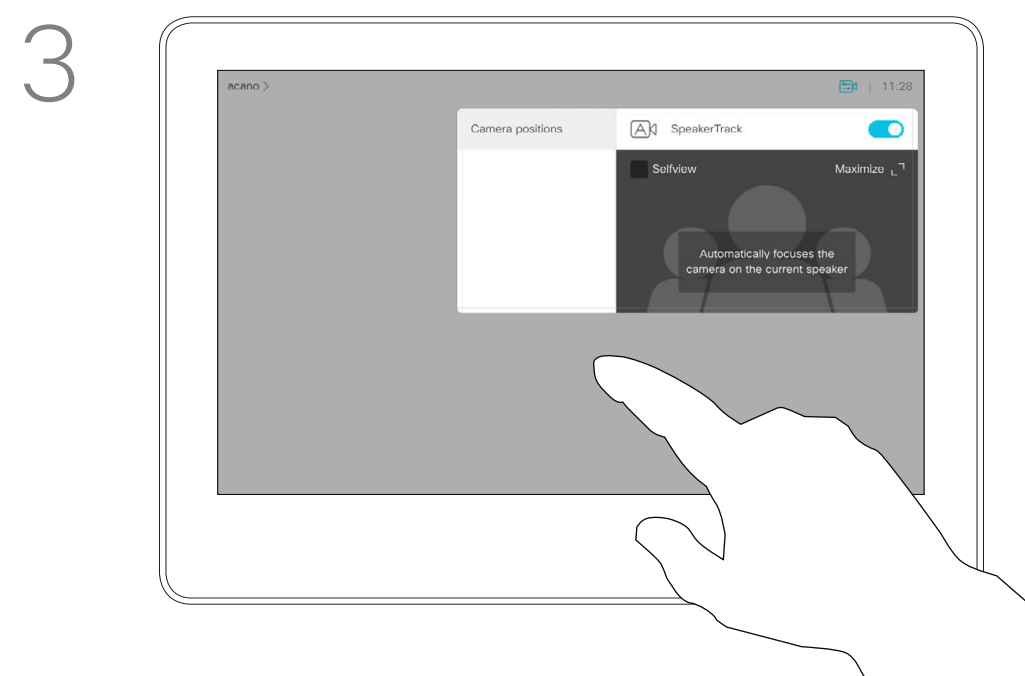 3
acano >
11:28
Camera positions
A
SpeakerTrack
Selfview
Maximize
Automatically focuses the
camera on the current speaker